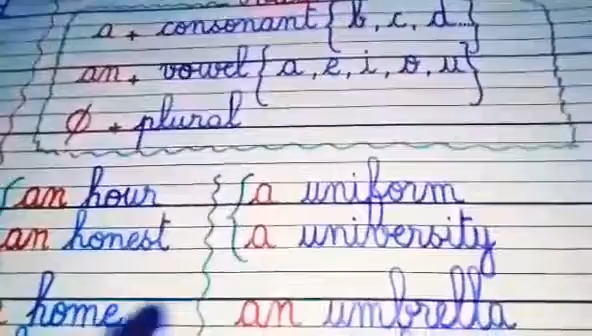 a + consonant { b, c, d... }
an + vowel { a, e, i, o, u }
Ø + plural
an hour
an honest
home
a uniform
a university
an umbrella